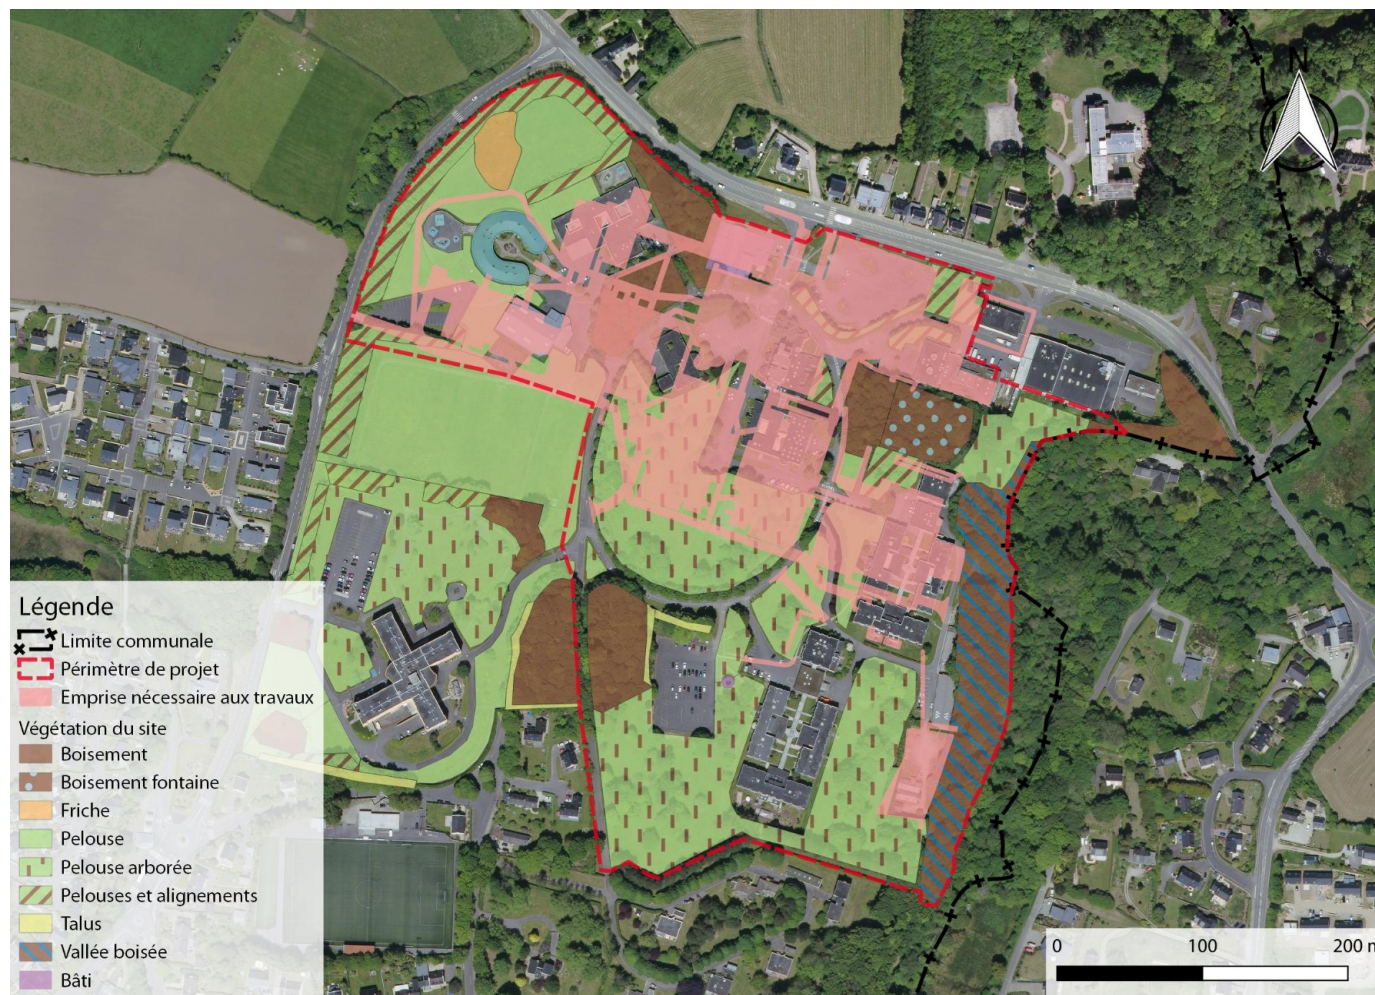 N
Légende
Limite communale
Périmètre de projet
Emprise nécessaire aux travaux
Végétation du site
Boisement
Boisement fontaine
Friche
Pelouse
Pelouse arborée
Pelouses et alignements
Talus
Vallée boisée
Bâti
0 100 200 m